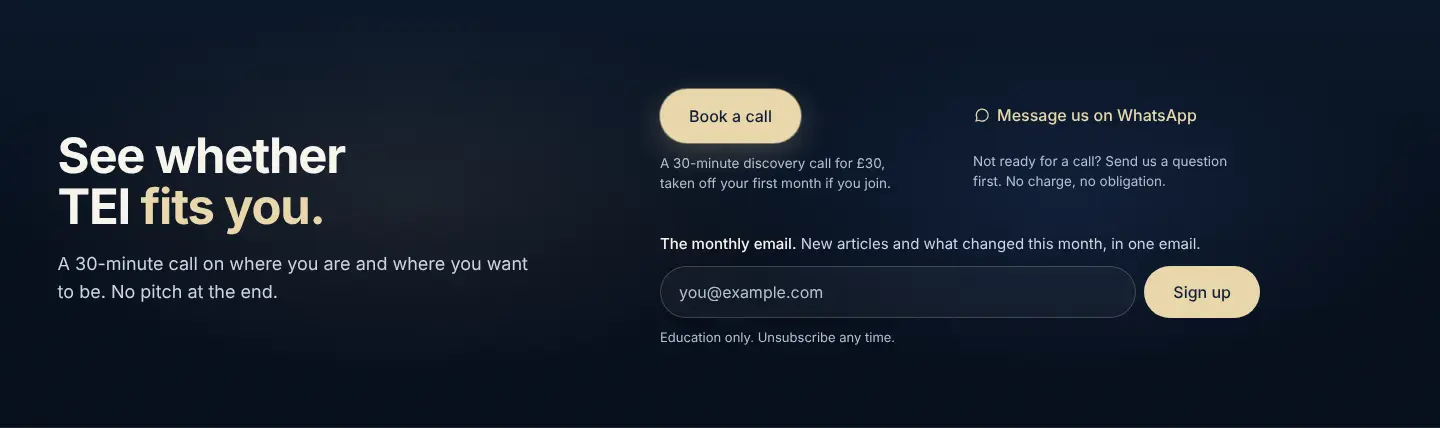 See whether
TEI fits you.
A 30-minute call on where you are and where you want
to be. No pitch at the end.
Book a call
A 30-minute discovery call for £30,
taken off your first month if you join.
Message us on WhatsApp
Not ready for a call? Send us a question
first. No charge, no obligation.
The monthly email. New articles and what changed this month, in one email.
you@example.com
Sign up
Education only. Unsubscribe any time.